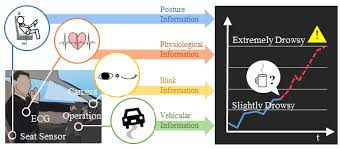 Posture
Information
Physiological
Information
Blink
Information
Vehicular
Information
Camera
Operation
ECG
Seat Sensor
Extremely Drowsy
Slightly Drowsy
t